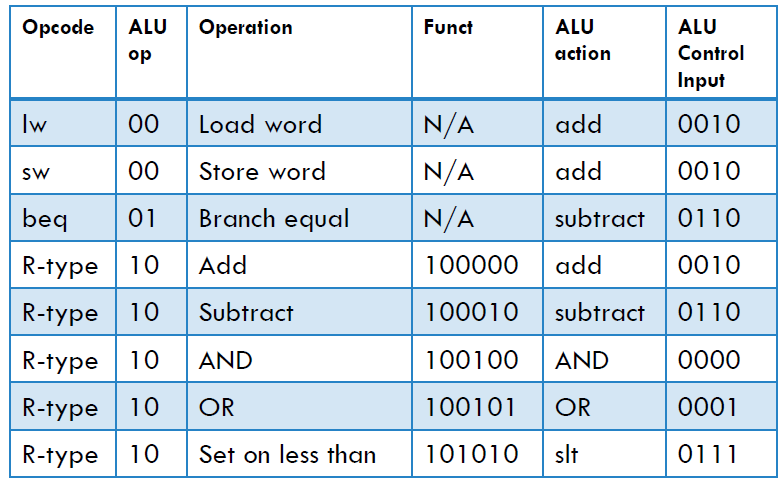 Opcode ALU op Operation Funct ALU action ALU Control Input
lw 00 Load word N/A add 0010
sw 00 Store word N/A add 0010
beq 01 Branch equal N/A subtract 0110
R-type 10 Add 100000 add 0010
R-type 10 Subtract 100010 subtract 0110
R-type 10 AND 100100 AND 0000
R-type 10 OR 100101 OR 0001
R-type 10 Set on less than 101010 slt 0111